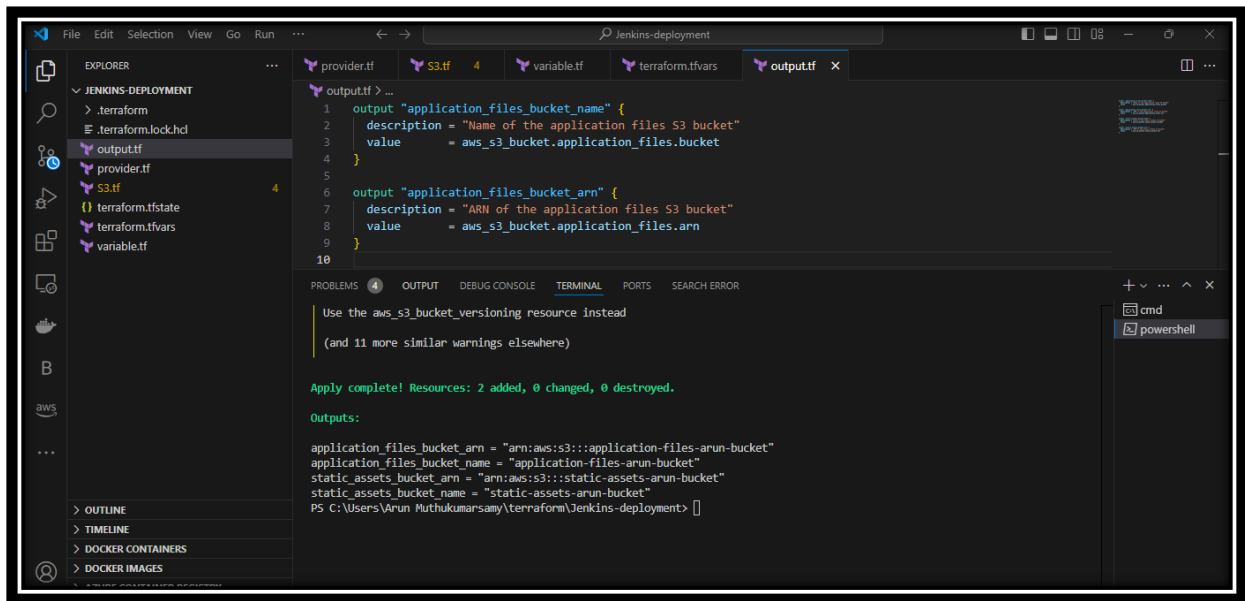 File Edit Selection View Go Run ...
Jenkins-deployment
EXPLORER
JENKINS-DEPLOYMENT
.terraform
.terraform.lock.hcl
output.tf
provider.tf
S3.tf 4
{} terraform.tfstate
terraform.tfvars
variable.tf
OUTLINE
TIMELINE
DOCKER CONTAINERS
DOCKER IMAGES
AZURE CONTAINER REGISTRY
B
aws
provider.tf S3.tf 4 variable.tf terraform.tfvars output.tf
output.tf > ...
1 output "application_files_bucket_name" {
2 description = "Name of the application files S3 bucket"
3 value = aws_s3_bucket.application_files.bucket
4 }
5
6 output "application_files_bucket_arn" {
7 description = "ARN of the application files S3 bucket"
8 value = aws_s3_bucket.application_files.arn
9 }
10
PROBLEMS 4 OUTPUT DEBUG CONSOLE TERMINAL PORTS SEARCH ERROR
Use the aws_s3_bucket_versioning resource instead
(and 11 more similar warnings elsewhere)
Apply complete! Resources: 2 added, 0 changed, 0 destroyed.
Outputs:
application_files_bucket_arn = "arn:aws:s3:::application-files-arun-bucket"
application_files_bucket_name = "application-files-arun-bucket"
static_assets_bucket_arn = "arn:aws:s3:::static-assets-arun-bucket"
static_assets_bucket_name = "static-assets-arun-bucket"
PS C:\Users\Arun Muthukumarsamy\terraform\Jenkins-deployment>
cmd
powershell